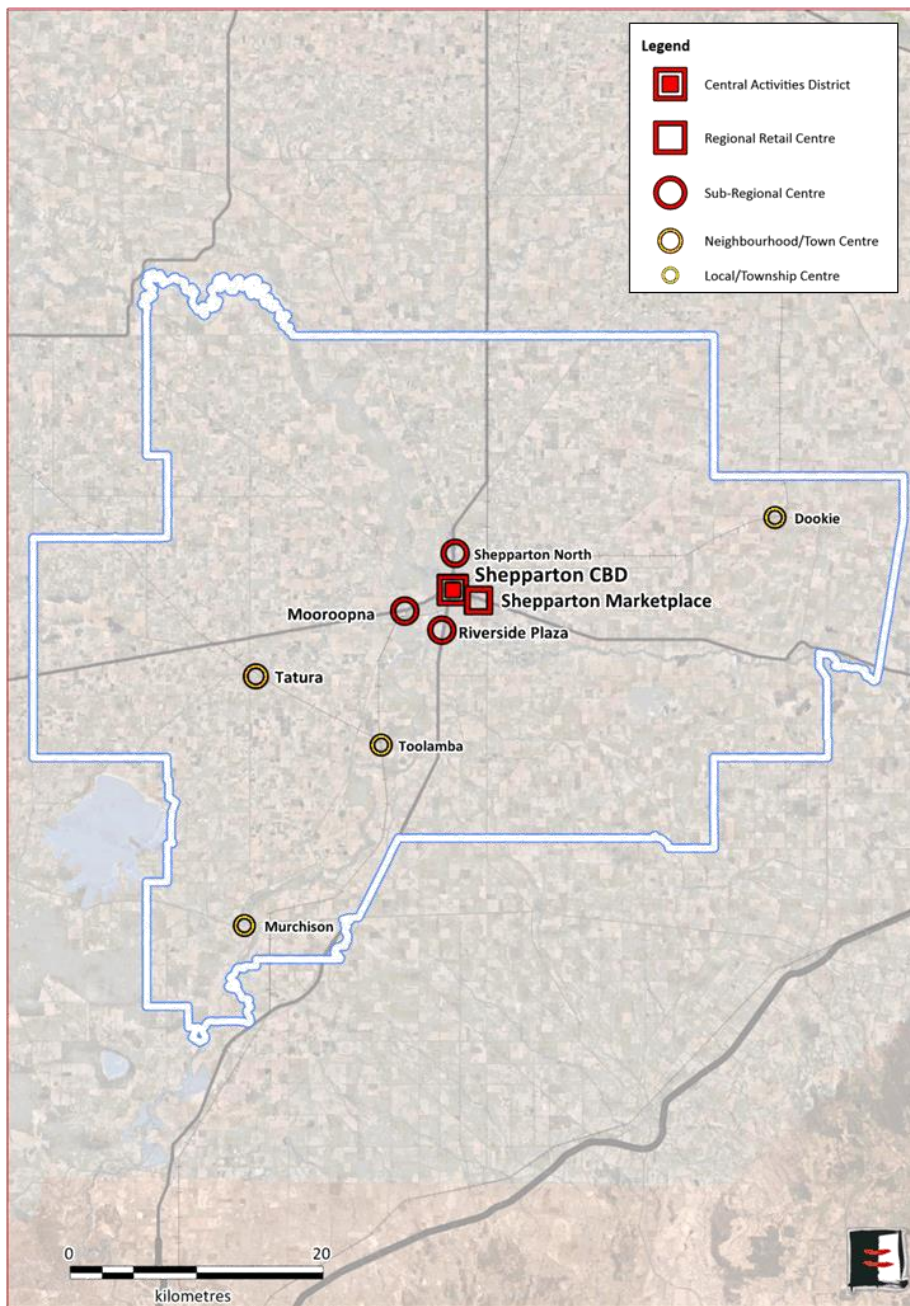 Legend
Central Activities District
Regional Retail Centre
Sub-Regional Centre
Neighbourhood/Town Centre
Local/Township Centre
Dookie
Shepparton North
Shepparton CBD
Shepparton Marketplace
Mooroopna
Riverside Plaza
Tatura
Toolamba
Murchison
0 20
kilometres